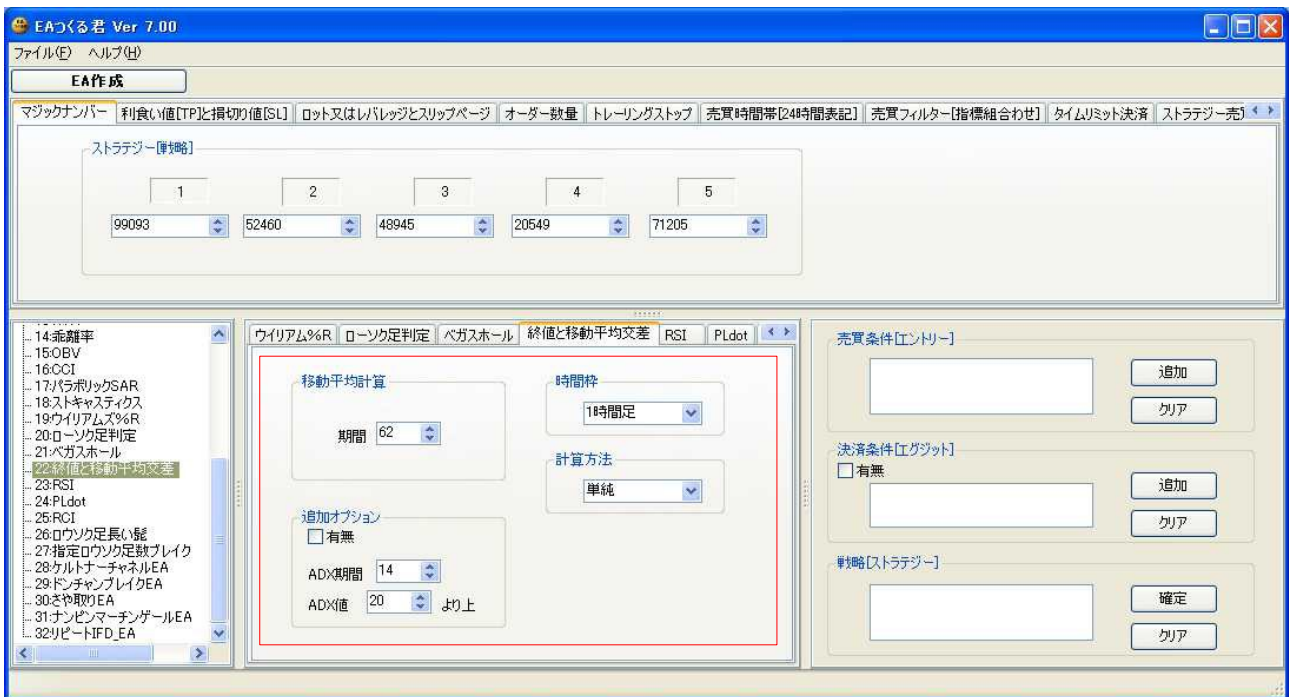 EAつくる君 Ver 7.00
ファイル(F) ヘルプ(H)
EA作成
マジックナンバー 利食い値[TP]と損切り値[SL] ロット又はレバレッジとスリップページ オーダー数量 トレーリングストップ 売買時間帯[24時間表記] 売買フィルター[指標組合わせ] タイムリミット決済 ストラテジー売
ストラテジー[戦略]
1 2 3 4 5
99093 52460 48945 20549 71205
14:乖離率
15:OBV
16:CCI
17:パラボリックSAR
18:ストキャスティクス
19:ウイリアムズ%R
20:ローソク足判定
21:ベガスホール
22:終値と移動平均交差
23:RSI
24:PLdot
25:RCI
26:ロウソク足長い髭
27:指定ロウソク足数ブレイク
28:ケルトナーチャネルEA
29:ドンチャンブレイクEA
30:さや取りEA
31:ナンピンマーチンゲールEA
32:リピートIFD_EA
ウイリアム%R ローソク足判定 ベガスホール 終値と移動平均交差 RSI PLdot
移動平均計算
期間 62
時間枠
1時間足
計算方法
単純
追加オプション
有無
ADX期間 14
ADX値 20 より上
売買条件[エントリー]
追加
クリア
決済条件[エグジット]
有無
追加
クリア
戦略[ストラテジー]
確定
クリア